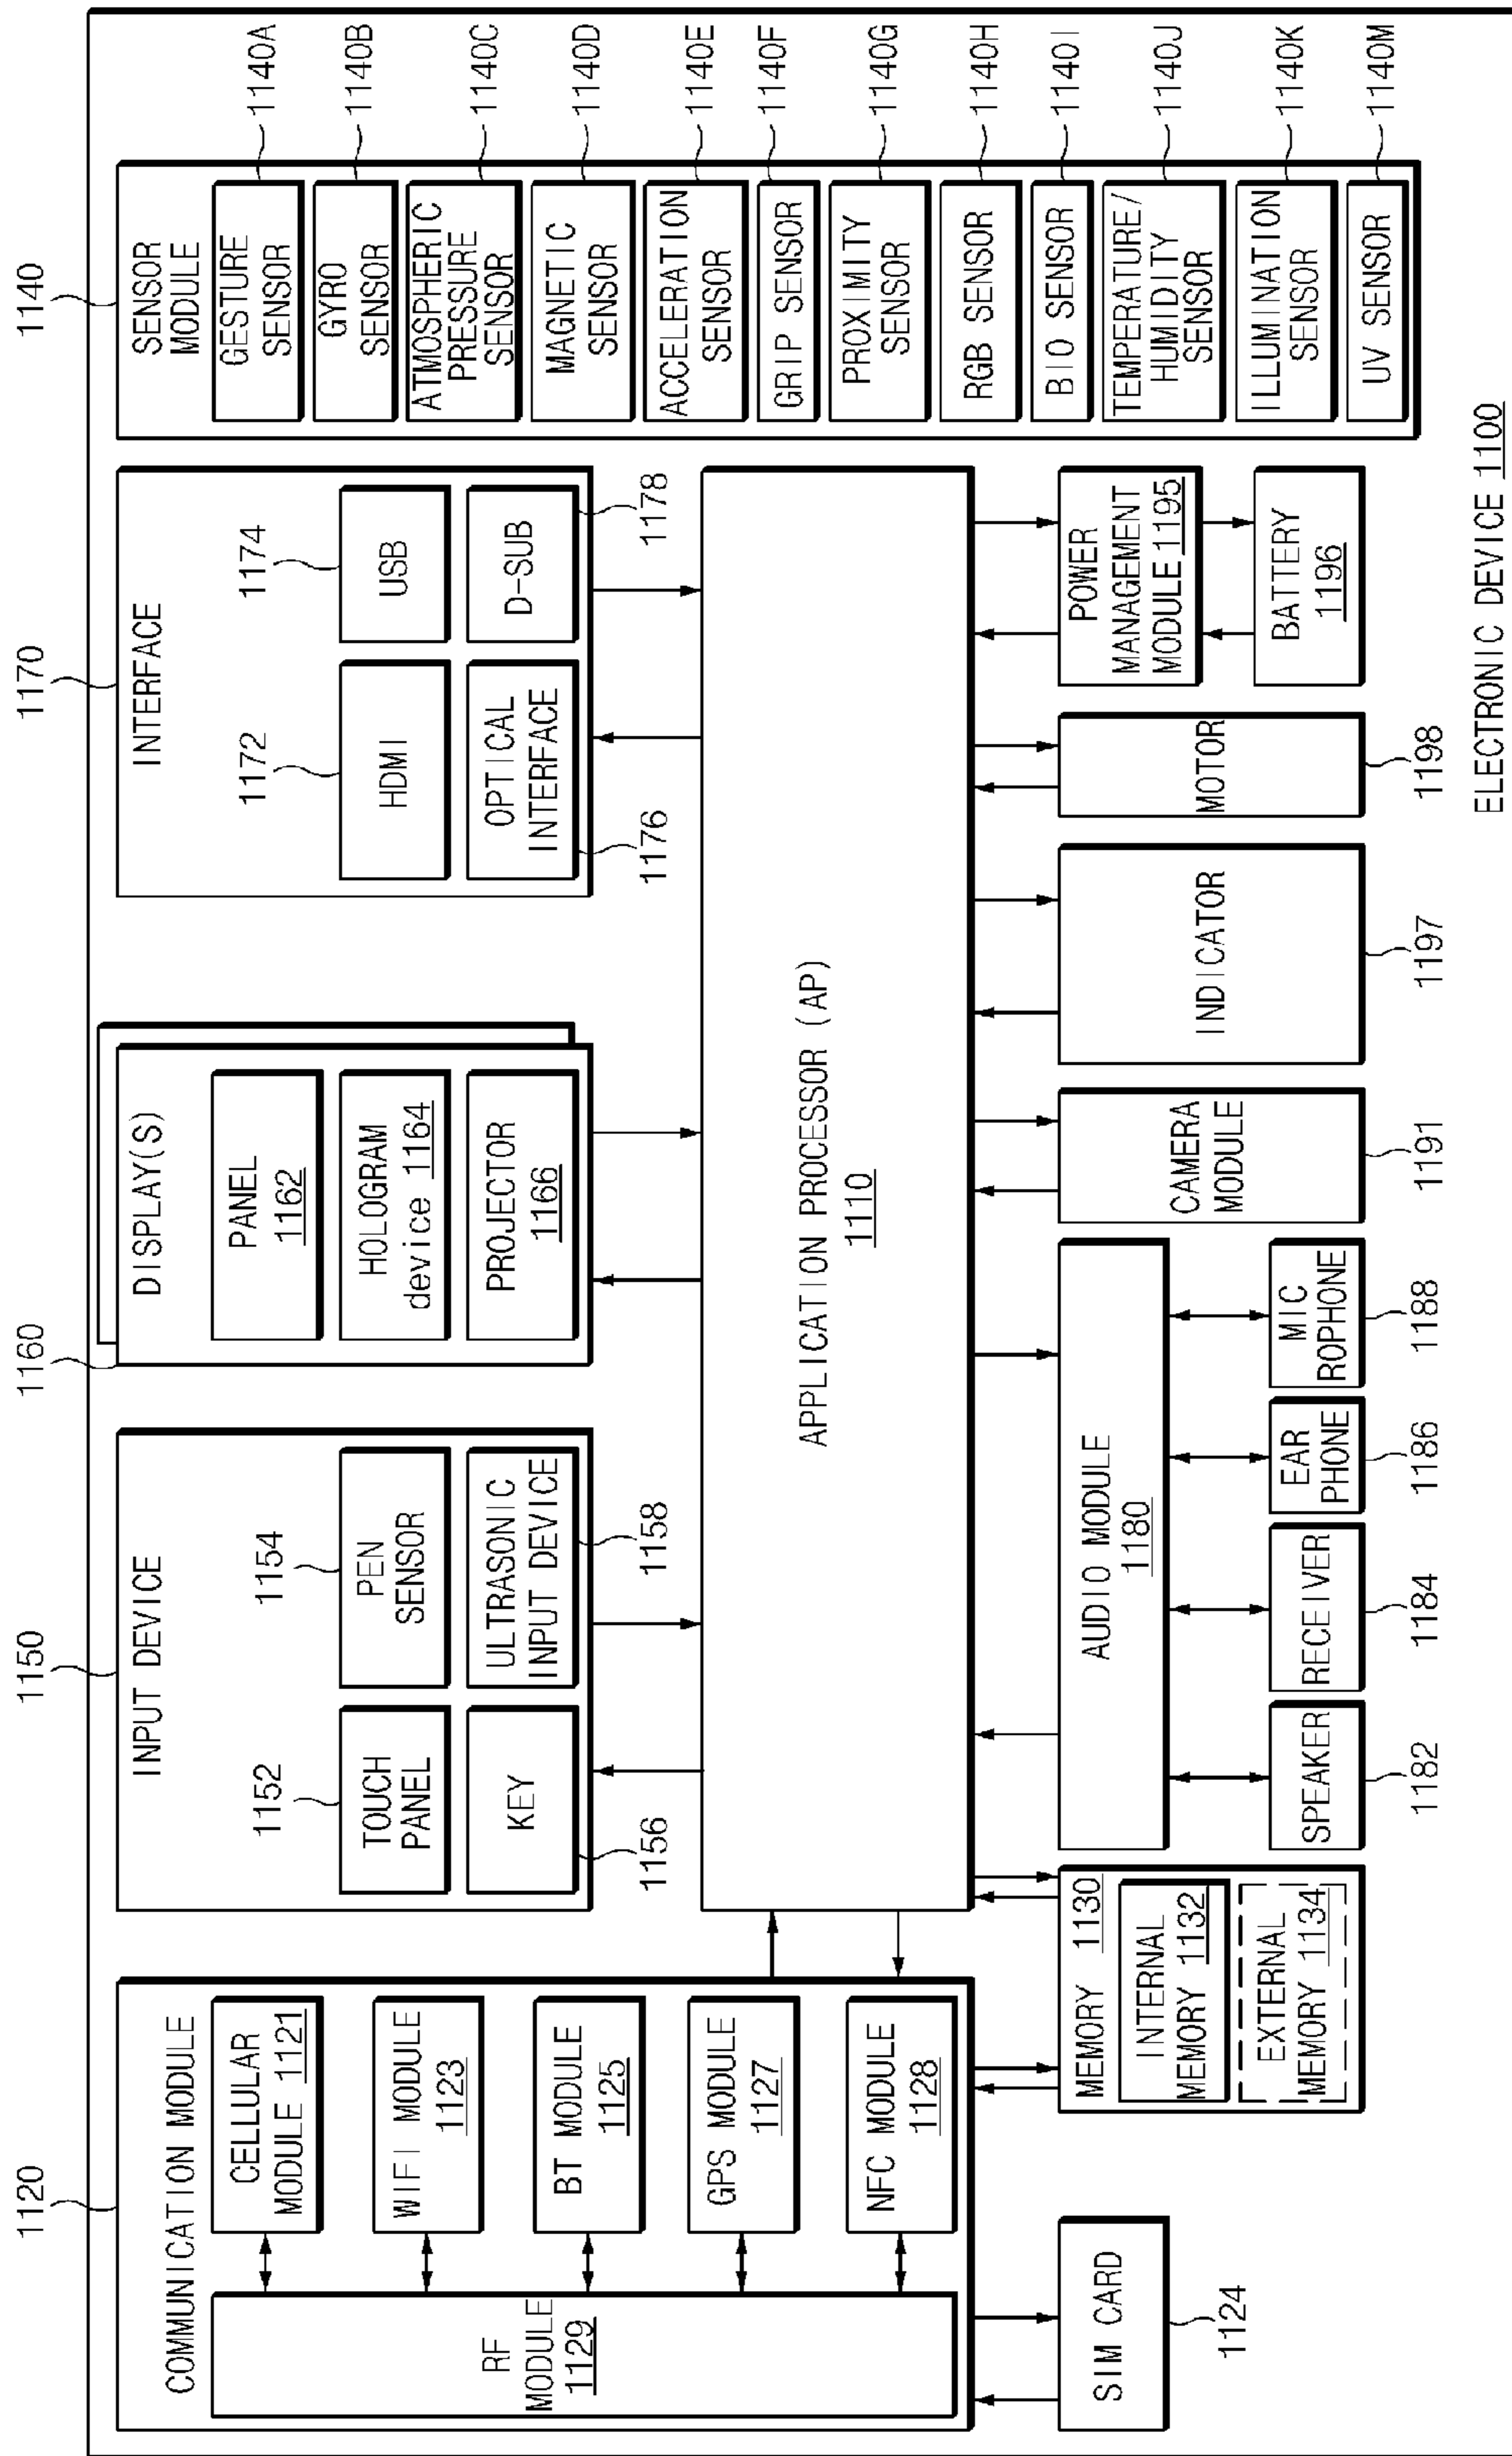 1120
COMMUNICATION MODULE
CELLULAR
MODULE 1121
WIFI MODULE
1123
BT MODULE
1125
GPS MODULE
1127
NFC MODULE
1128
RF
MODULE
1129
SIM CARD
1124
1150
INPUT DEVICE
1152
TOUCH
PANEL
1154
PEN
SENSOR
KEY
1156
ULTRASONIC
INPUT DEVICE
1158
1160
DISPLAY(S)
PANEL
1162
HOLOGRAM
device 1164
PROJECTOR
1166
1170
INTERFACE
1172
HDMI
1174
USB
OPTICAL
INTERFACE
1176
D-SUB
1178
1140
SENSOR
MODULE
GESTURE
SENSOR
1140A
GYRO
SENSOR
1140B
ATMOSPHERIC
PRESSURE
SENSOR
1140C
MAGNETIC
SENSOR
1140D
ACCELERATION
SENSOR
1140E
GRIP SENSOR
1140F
PROXIMITY
SENSOR
1140G
RGB SENSOR
1140H
BIO SENSOR
1140I
TEMPERATURE/
HUMIDITY
SENSOR
1140J
ILLUMINATION
SENSOR
1140K
UV SENSOR
1140M
APPLICATION PROCESSOR (AP)
1110
MEMORY 1130
INTERNAL
MEMORY 1132
EXTERNAL
MEMORY 1134
AUDIO MODULE
1180
SPEAKER
1182
RECEIVER
1184
EAR
PHONE
1186
MIC
ROPHONE
1188
CAMERA
MODULE
1191
INDICATOR
1197
MOTOR
1198
POWER
MANAGEMENT
MODULE 1195
BATTERY
1196
ELECTRONIC DEVICE 1100